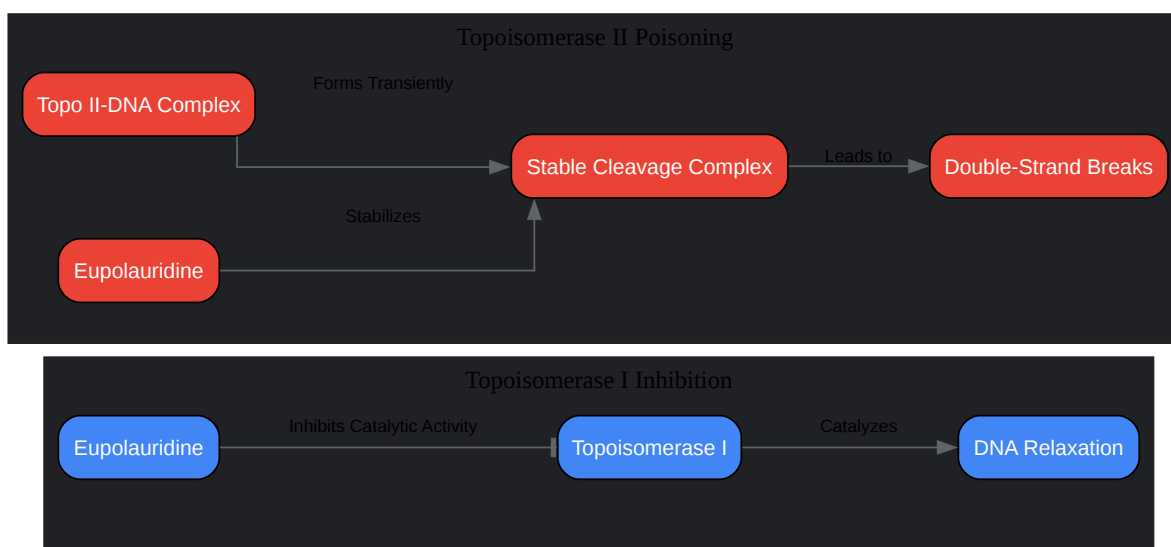 Topoisomerase II Poisoning
Topo II-DNA Complex
Forms Transiently
Stable Cleavage Complex
Leads to
Double-Strand Breaks
Stabilizes
Eupolauridine
Topoisomerase I Inhibition
Eupolauridine
Inhibits Catalytic Activity
Topoisomerase I
Catalyzes
DNA Relaxation